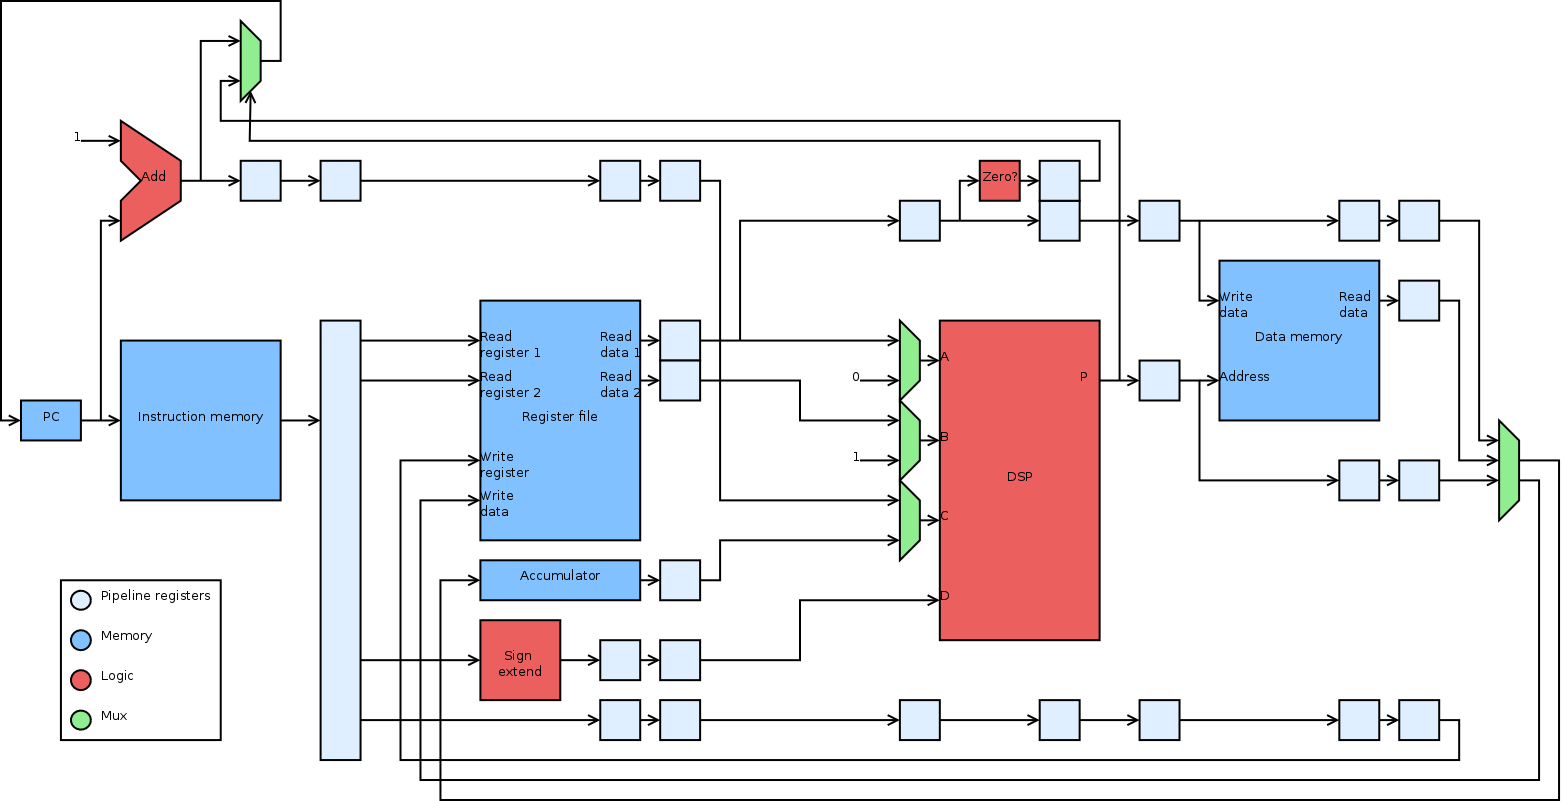 1
Add
Zero?
Write
data
Read
data
Data memory
Address
Read
register 1
Read
data 1
Read
register 2
Read
data 2
Register file
Write
register
Write
data
0
1
A
B
C
D
P
DSP
PC
Instruction memory
Accumulator
Sign
extend
Pipeline registers
Memory
Logic
Mux